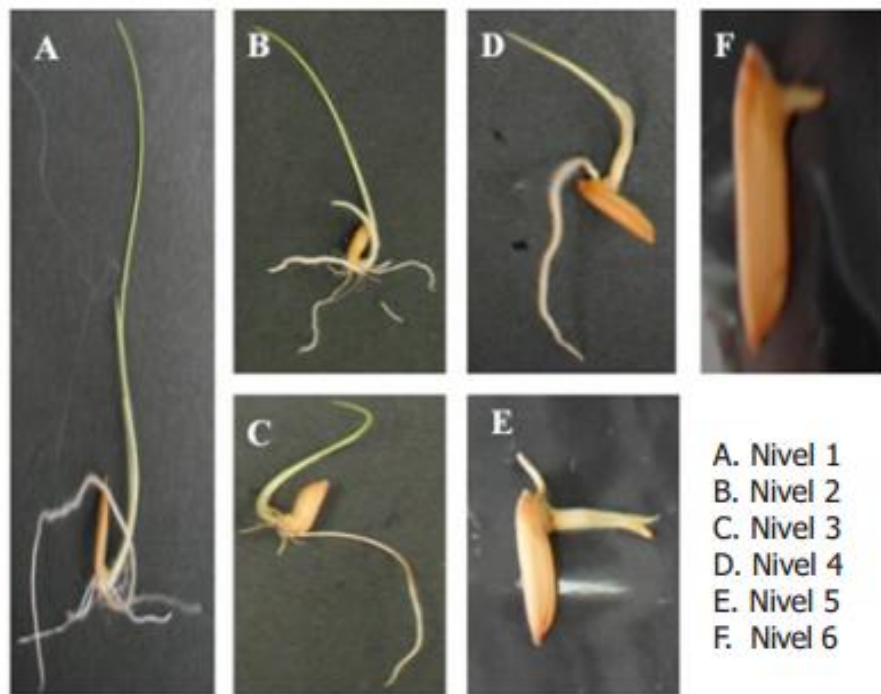 A
B
D
F
C
E
A. Nivel 1
B. Nivel 2
C. Nivel 3
D. Nivel 4
E. Nivel 5
F. Nivel 6